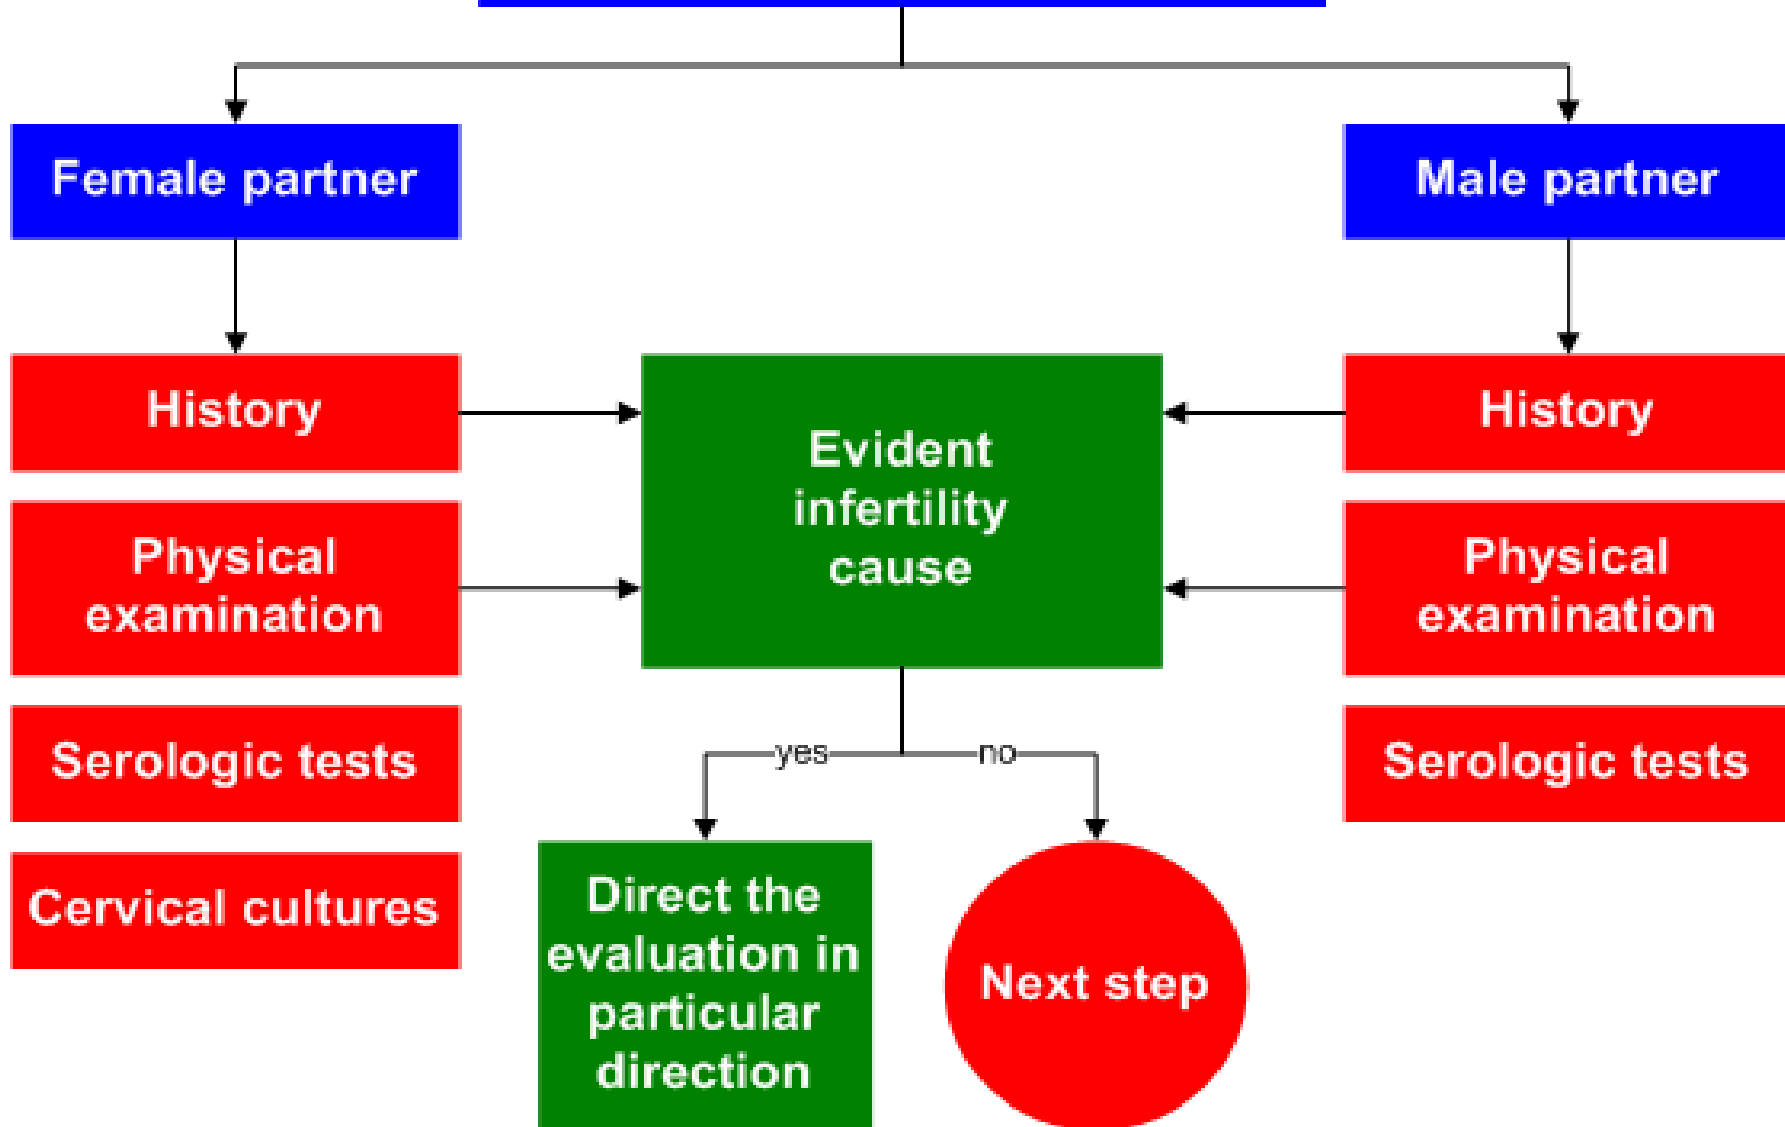 Female partner
Male partner
History
Evident
infertility
cause
History
Physical
examination
Physical
examination
Serologic tests
yes
no
Serologic tests
Cervical cultures
Direct the
evaluation in
particular
direction
Next step